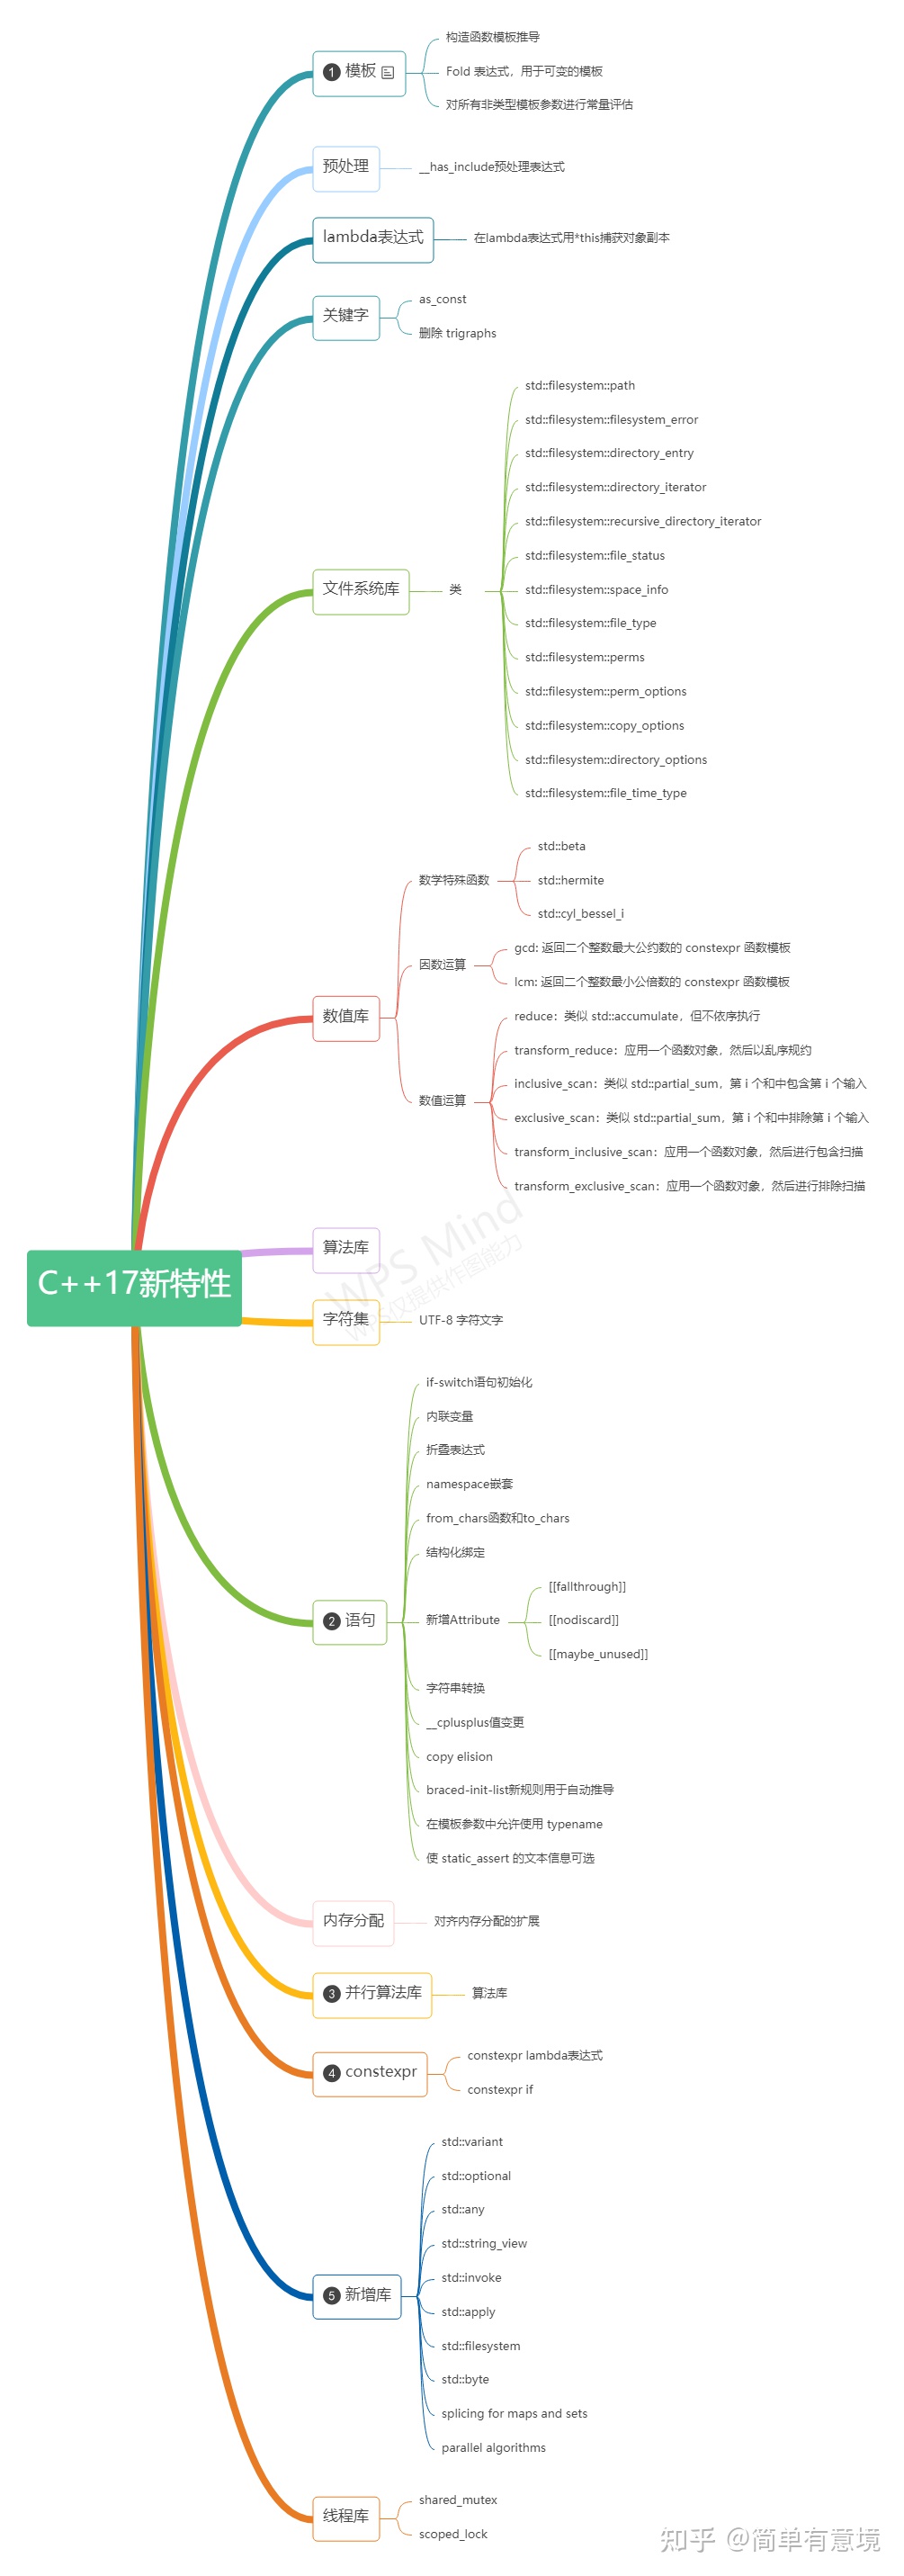 C++17新特性
1 模板
构造函数模板推导
Fold 表达式，用于可变的模板
对所有非类型模板参数进行常量评估
预处理
__has_include预处理表达式
lambda表达式
在lambda表达式用*this捕获对象副本
关键字
as_const
删除 trigraphs
文件系统库
类
std::filesystem::path
std::filesystem::filesystem_error
std::filesystem::directory_entry
std::filesystem::directory_iterator
std::filesystem::recursive_directory_iterator
std::filesystem::file_status
std::filesystem::space_info
std::filesystem::file_type
std::filesystem::perms
std::filesystem::perm_options
std::filesystem::copy_options
std::filesystem::directory_options
std::filesystem::file_time_type
数值库
数学特殊函数
std::beta
std::hermite
std::cyl_bessel_i
因数运算
gcd: 返回二个整数最大公约数的 constexpr 函数模板
lcm: 返回二个整数最小公倍数的 constexpr 函数模板
数值运算
reduce：类似 std::accumulate，但不依序执行
transform_reduce：应用一个函数对象，然后以乱序规约
inclusive_scan：类似 std::partial_sum，第 i 个和中包含第 i 个输入
exclusive_scan：类似 std::partial_sum，第 i 个和中排除第 i 个输入
transform_inclusive_scan：应用一个函数对象，然后进行包含扫描
transform_exclusive_scan：应用一个函数对象，然后进行排除扫描
算法库
字符集
UTF-8 字符文字
WPS Mind
WPS仅提供作图能力
2 语句
if-switch语句初始化
内联变量
折叠表达式
namespace嵌套
from_chars函数和to_chars
结构化绑定
新增Attribute
[[fallthrough]]
[[nodiscard]]
[[maybe_unused]]
字符串转换
__cplusplus值变更
copy elision
braced-init-list新规则用于自动推导
在模板参数中允许使用 typename
使 static_assert 的文本信息可选
内存分配
对齐内存分配的扩展
3 并行算法库
算法库
4 constexpr
constexpr lambda表达式
constexpr if
5 新增库
std::variant
std::optional
std::any
std::string_view
std::invoke
std::apply
std::filesystem
std::byte
splicing for maps and sets
parallel algorithms
线程库
shared_mutex
scoped_lock
知乎 @简单有意境